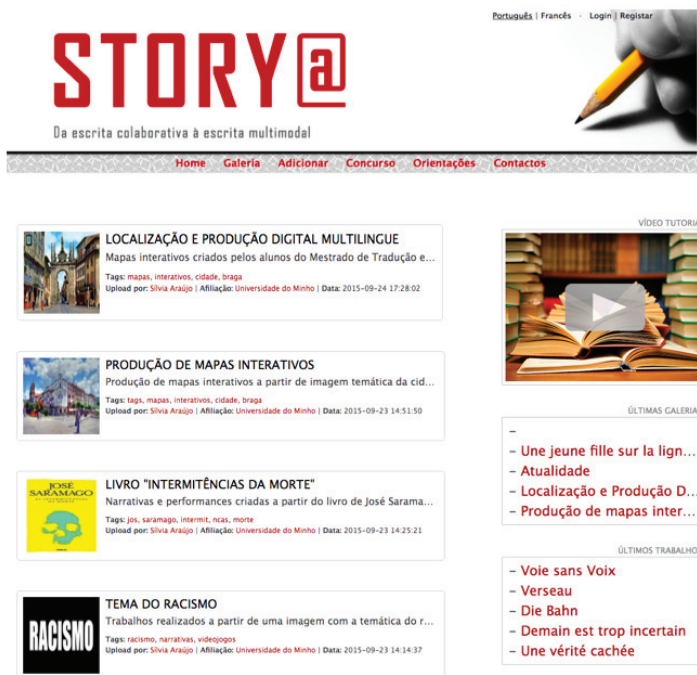 Português | Francês · Login | Registar
STORY@
Da escrita colaborativa à escrita multimodal
Home Galeria Adicionar Concurso Orientações Contactos
LOCALIZAÇÃO E PRODUÇÃO DIGITAL MULTILINGUE
Mapas interativos criados pelos alunos do Mestrado de Tradução e...
Tags: mapas, interativos, cidade, braga
Upload por: Sílvia Araújo | Afiliação: Universidade do Minho | Data: 2015-09-24 17:28:02
PRODUÇÃO DE MAPAS INTERATIVOS
Produção de mapas interativos a partir de imagem temática da cid...
Tags: tags, mapas, interativos, cidade, braga
Upload por: Sílvia Araújo | Afiliação: Universidade do Minho | Data: 2015-09-23 14:51:50
JOSÉ
SARAMAGO
LIVRO "INTERMITÊNCIAS DA MORTE"
Narrativas e performances criadas a partir do livro de José Sarama...
Tags: jos, saramago, intermit, ncas, morte
Upload por: Sílvia Araújo | Afiliação: Universidade do Minho | Data: 2015-09-23 14:25:21
RACISMO
TEMA DO RACISMO
Trabalhos realizados a partir de uma imagem com a temática do r...
Tags: racismo, narrativas, videojogos
Upload por: Sílvia Araújo | Afiliação: Universidade do Minho | Data: 2015-09-23 14:14:37
VÍDEO TUTORIA
ÚLTIMAS GALERIA
–
– Une jeune fille sur la lign...
– Atualidade
– Localização e Produção D...
– Produção de mapas inter...
ÚLTIMOS TRABALHO
– Voie sans Voix
– Verseau
– Die Bahn
– Demain est trop incertain
– Une vérité cachée